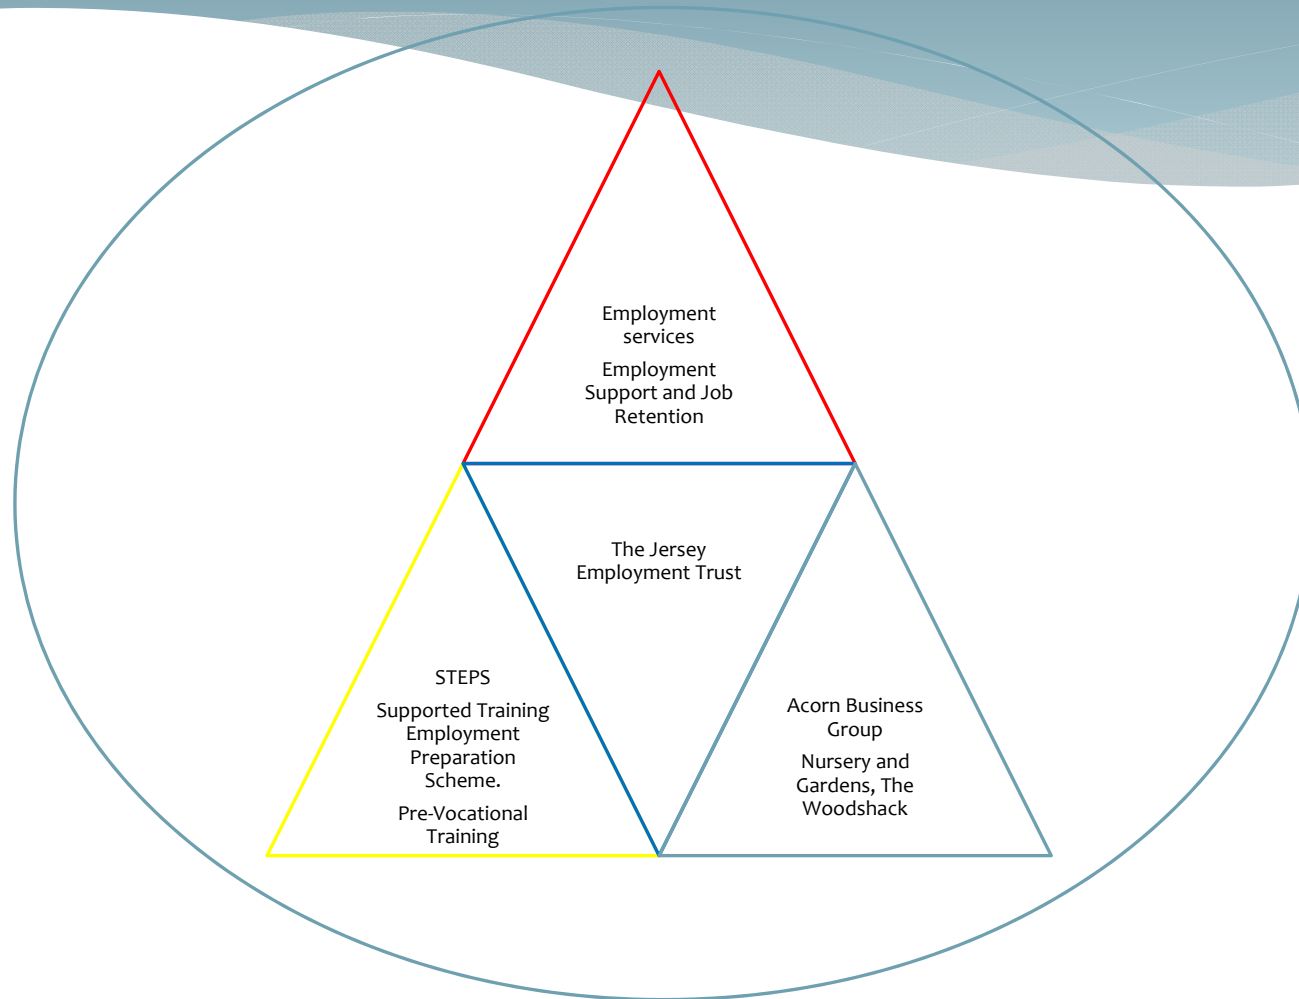 Employment
services
Employment
Support and Job
Retention
The Jersey
Employment Trust
STEPS
Supported Training
Employment
Preparation
Scheme.
Pre-Vocational
Training
Acorn Business
Group
Nursery and
Gardens, The
Woodshack